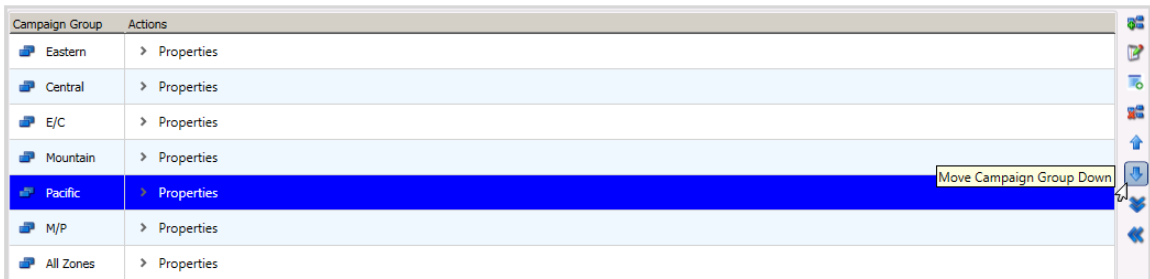 Campaign Group Actions
Eastern Properties
Central Properties
E/C Properties
Mountain Properties
Move Campaign Group Down
Pacific Properties
M/P Properties
All Zones Properties